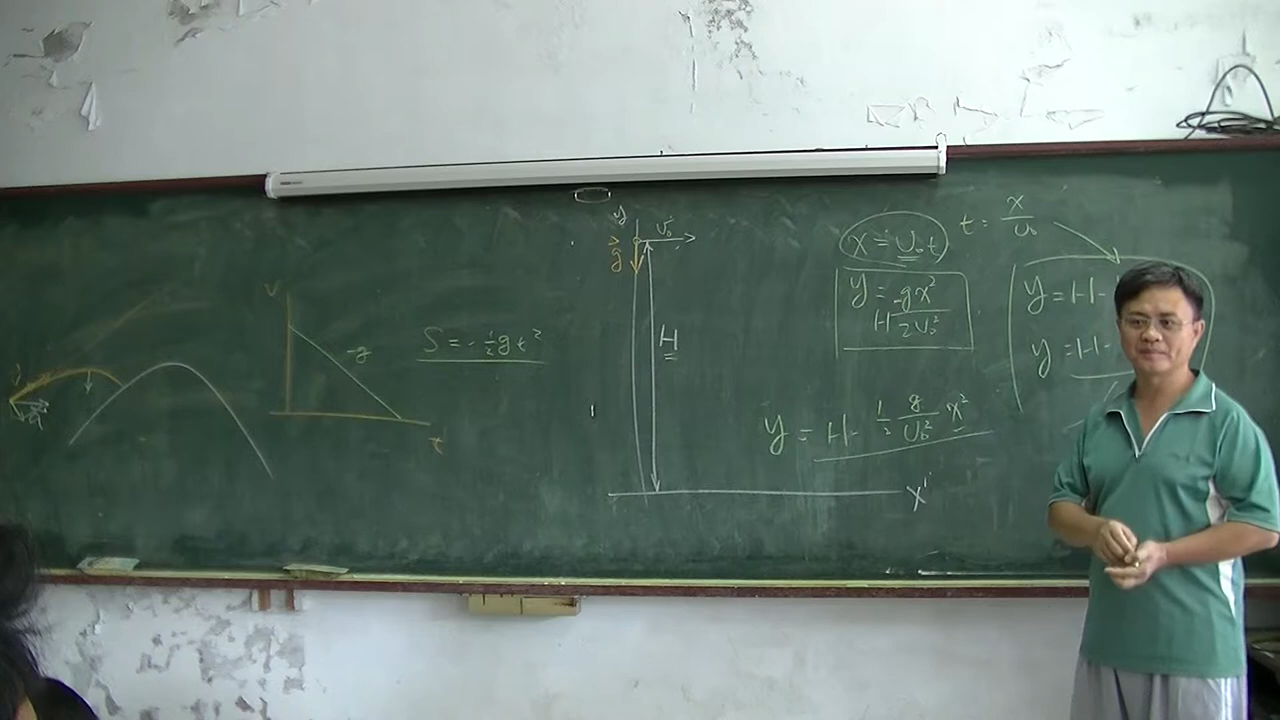 v
-g
t
S = -½gt²
y
v₀
g
H
x'
x = v₀t
t = x/v₀
y = H - gx²/2v₀²
y = H - ½ g/v₀² x²
y = H -
y = H -